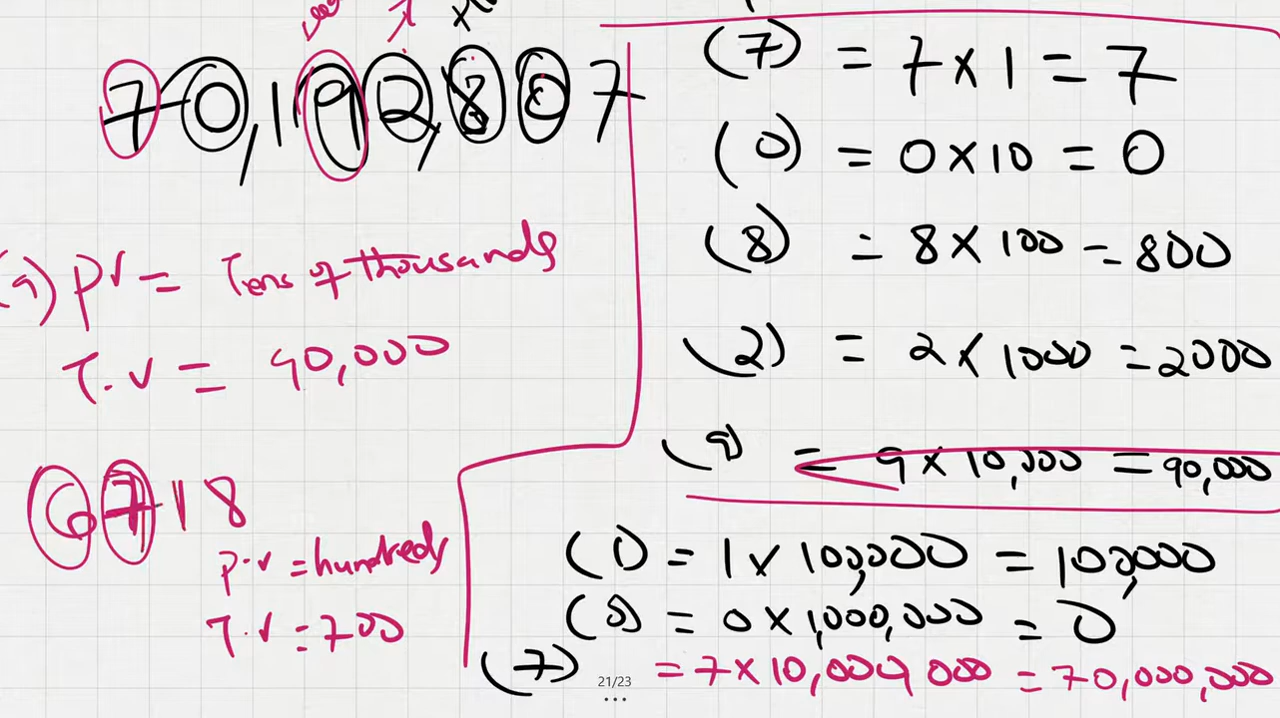 70,192,807
(9) P V = Tens of thousands
T.V = 90,000
6718
P.V = hundreds
T.V = 700
(7) = 7 × 1 = 7
(0) = 0 × 10 = 0
(8) = 8 × 100 = 800
(2) = 2 × 1000 = 2000
(9) = 9 × 10,000 = 90,000
(1) = 1 × 100,000 = 100,000
(0) = 0 × 1,000,000 = 0
(7) = 7 × 10,000,000 = 70,000,000
21/23